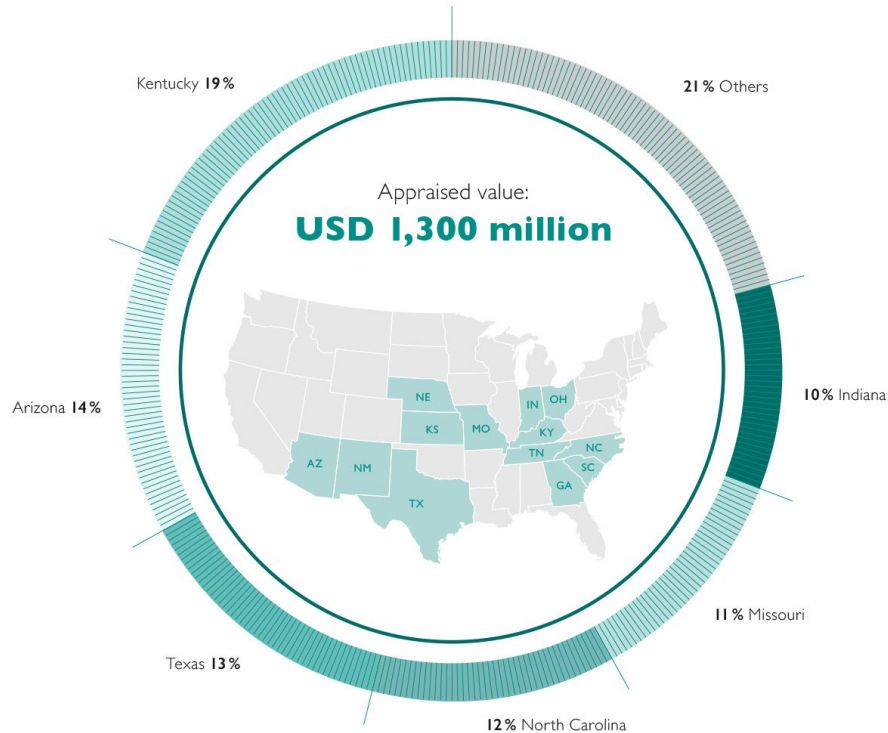 Kentucky 19%
21% Others
Appraised value:
USD 1,300 million
NE
IN
OH
KS
MO
KY
TN
NC
SC
GA
AZ
NM
TX
Arizona 14%
10% Indiana
11% Missouri
Texas 13%
12% North Carolina